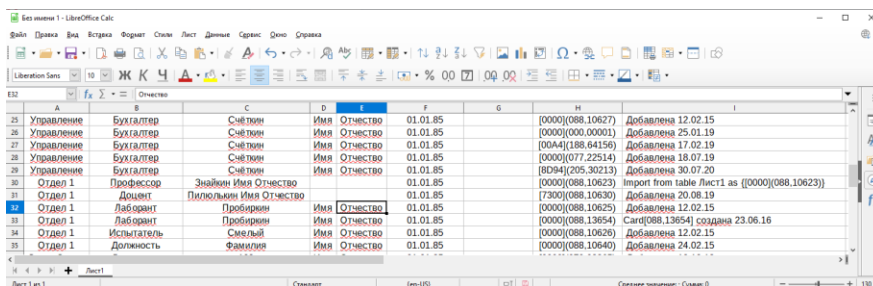 Без имени 1 - LibreOffice Calc
Файл Правка Вид Вставка Формат Стили Лист Данные Сервис Окно Справка
Liberation Sans 10 Ж К Ч А % 0,0 7 .00 .00
E32 fx Σ = Отчество
A B C D E F G H I
25 Управление Бухгалтер Счёткин Имя Отчество 01.01.85 [0000](088,10627) Добавлена 12.02.15
26 Управление Бухгалтер Счёткин Имя Отчество 01.01.85 [0000](000,00001) Добавлена 25.01.19
27 Управление Бухгалтер Счёткин Имя Отчество 01.01.85 [00A4](188,64156) Добавлена 17.02.19
28 Управление Бухгалтер Счёткин Имя Отчество 01.01.85 [0000](077,22514) Добавлена 18.07.19
29 Управление Бухгалтер Счёткин Имя Отчество 01.01.85 [8D94](205,30213) Добавлена 30.07.20
30 Отдел 1 Профессор Знайкин Имя Отчество 01.01.85 [0000](088,10623) Import from table Лист1 as {[0000](088,10623)}
31 Отдел 1 Доцент Пилюлькин Имя Отчество 01.01.85 [7300](088,10630) Добавлена 20.08.19
32 Отдел 1 Лаборант Пробиркин Имя Отчество 01.01.85 [0000](088,10625) Добавлена 12.02.15
33 Отдел 1 Лаборант Пробиркин Имя Отчество 01.01.85 [0000](088,13654) Card[088,13654] создана 23.06.16
34 Отдел 1 Испытатель Смелый Имя Отчество 01.01.85 [0000](088,10626) Добавлена 12.02.15
35 Отдел 1 Должность Фамилия Имя Отчество 01.01.85 [0000](088,10640) Добавлена 24.02.15
Лист1
Лист 1 из 1 Стандарт [en-US] Среднее значение: ; Сумма: 0 130